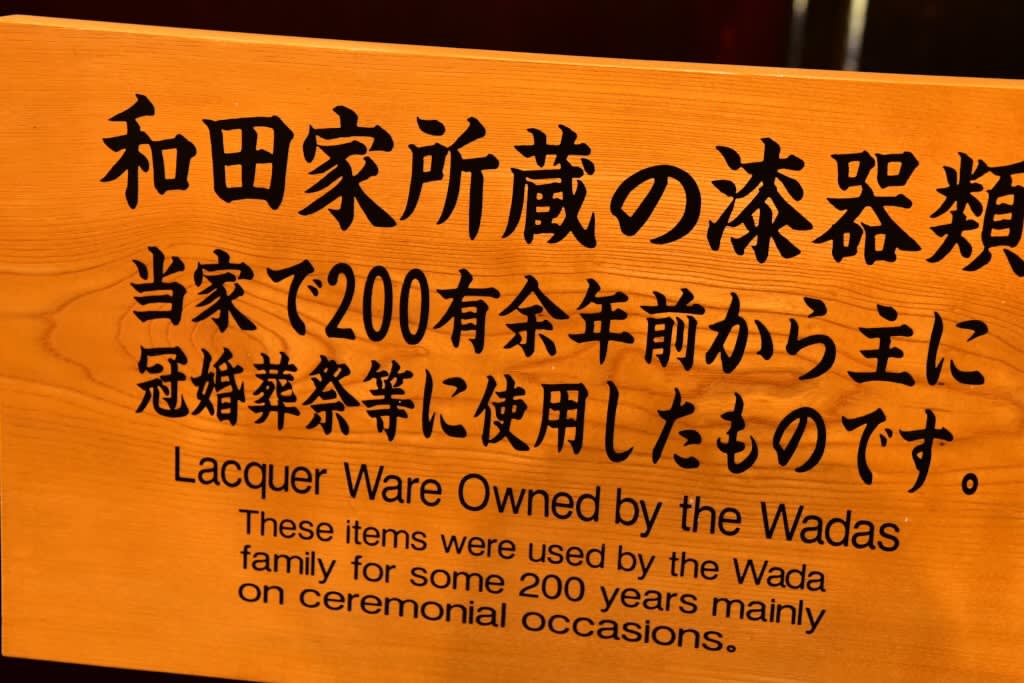 和田家所蔵の漆器類
当家で200有余年前から主に
冠婚葬祭等に使用したものです。
Lacquer Ware Owned by the Wadas
These items were used by the Wada
family for some 200 years mainly
on ceremonial occasions。